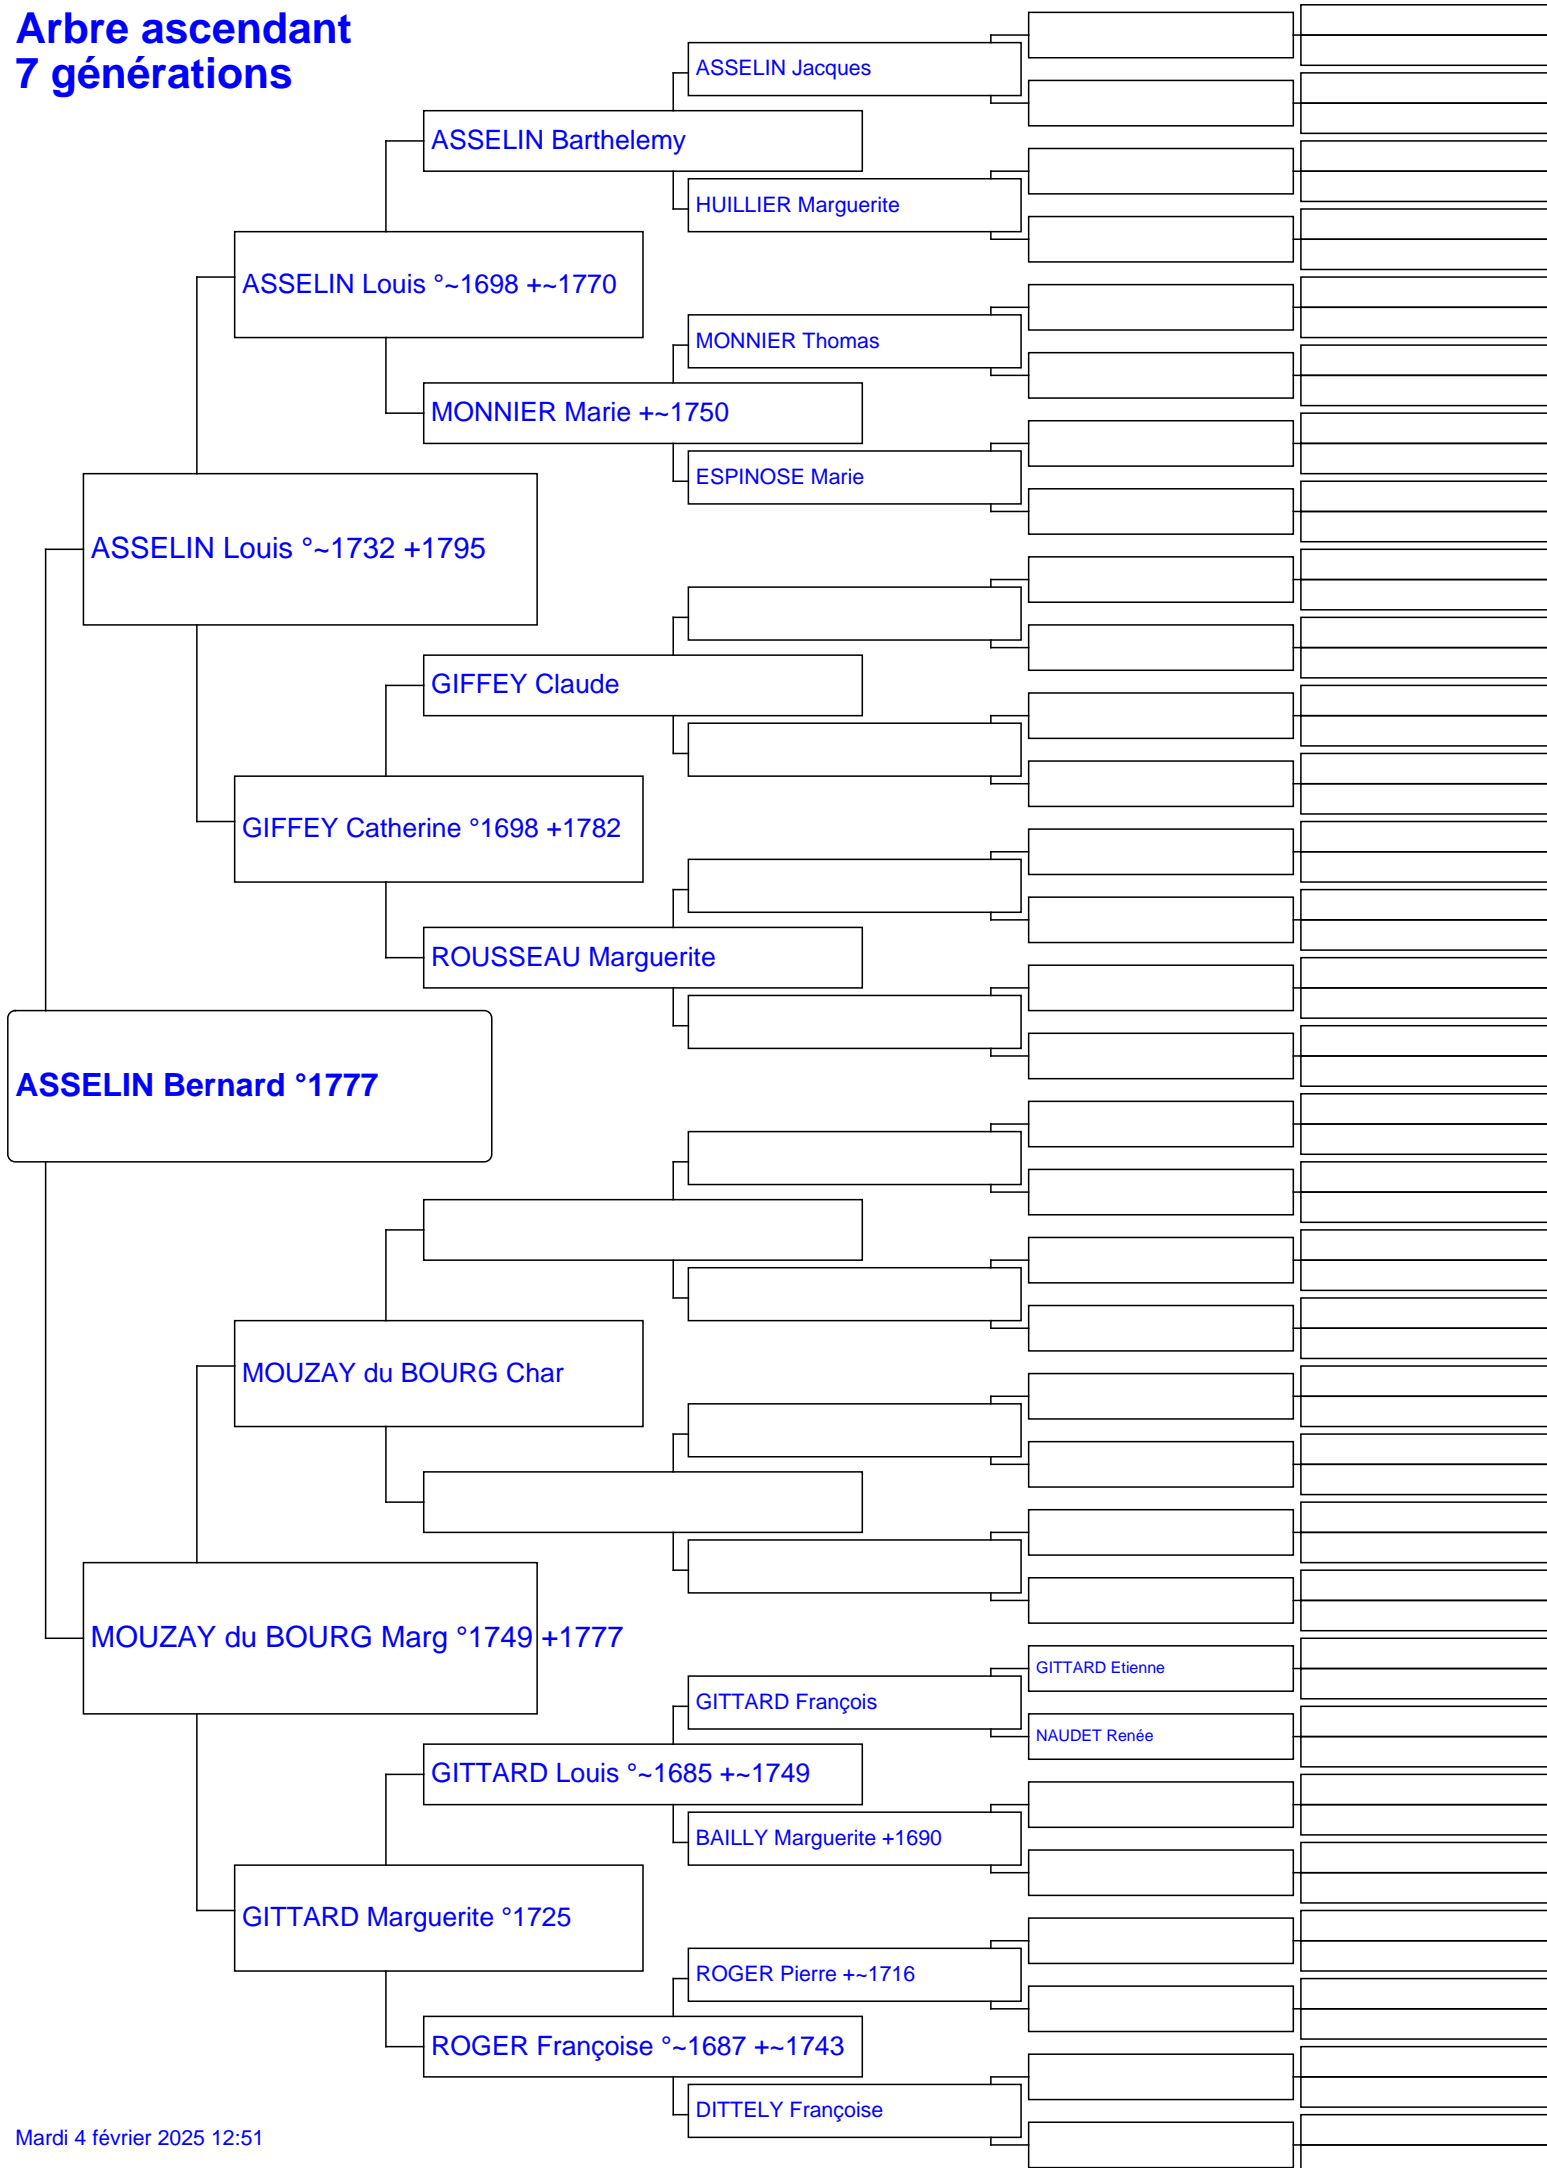 Arbre ascendant
7 générations
ASSELIN Jacques
ASSELIN Barthelemy
HUILLIER Marguerite
ASSELIN Louis °~1698 +~1770
MONNIER Thomas
MONNIER Marie +~1750
ESPINOSE Marie
ASSELIN Louis °~1732 +1795
GIFFEY Claude
GIFFEY Catherine °1698 +1782
ROUSSEAU Marguerite
ASSELIN Bernard °1777
MOUZAY du BOURG Char
MOUZAY du BOURG Marg °1749 +1777
GITTARD Etienne
GITTARD François
NAUDET Renée
GITTARD Louis °~1685 +~1749
BAILLY Marguerite +1690
GITTARD Marguerite °1725
ROGER Pierre +~1716
ROGER Françoise °~1687 +~1743
DITTELY Françoise
Mardi 4 février 2025 12:51